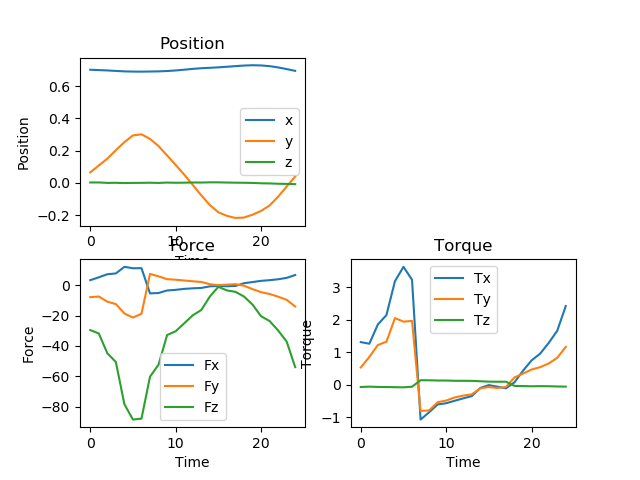 Position
Position
0.6
0.4
0.2
0.0
−0.2
x
y
z
0
20
Time
Force
Force
0
−20
−40
−60
−80
Fx
Fy
Fz
0
10
20
Time
Torque
Torque
3
2
1
0
−1
Tx
Ty
Tz
0
10
20
Time